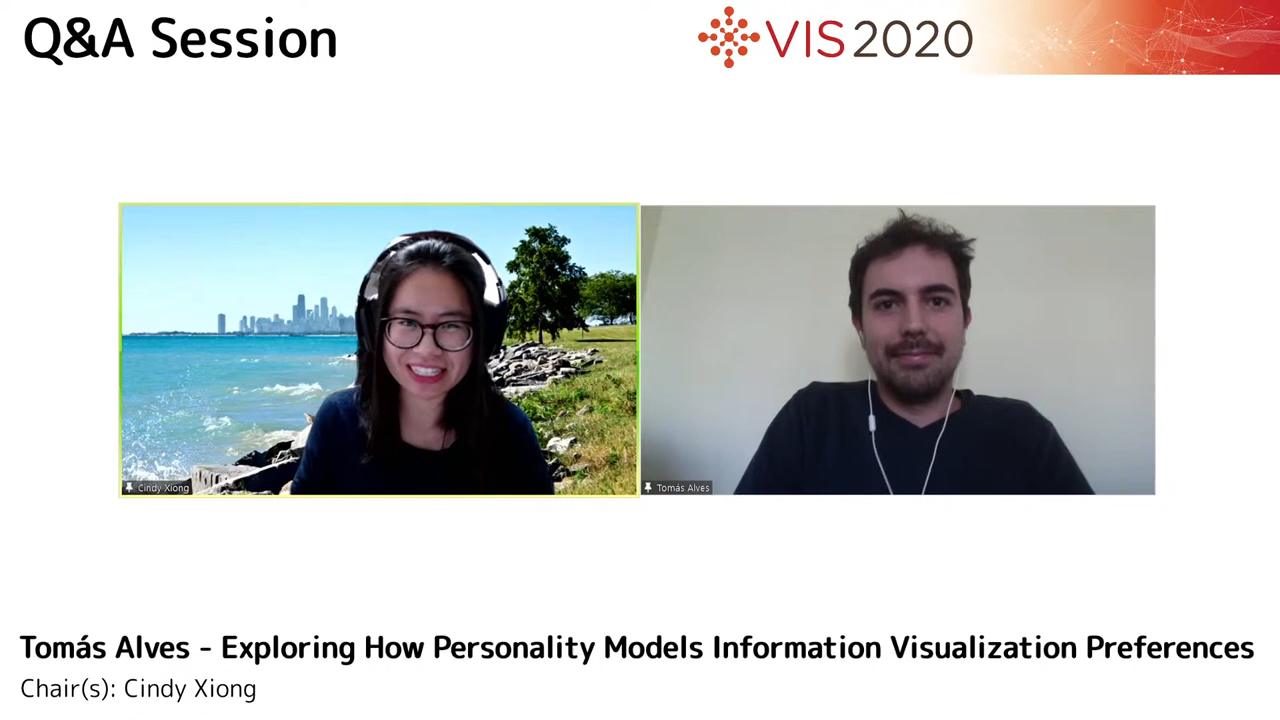 Q&A Session
VIS2020
Cindy Xiong
Tomás Alves
Tomás Alves - Exploring How Personality Models Information Visualization Preferences
Chair(s): Cindy Xiong